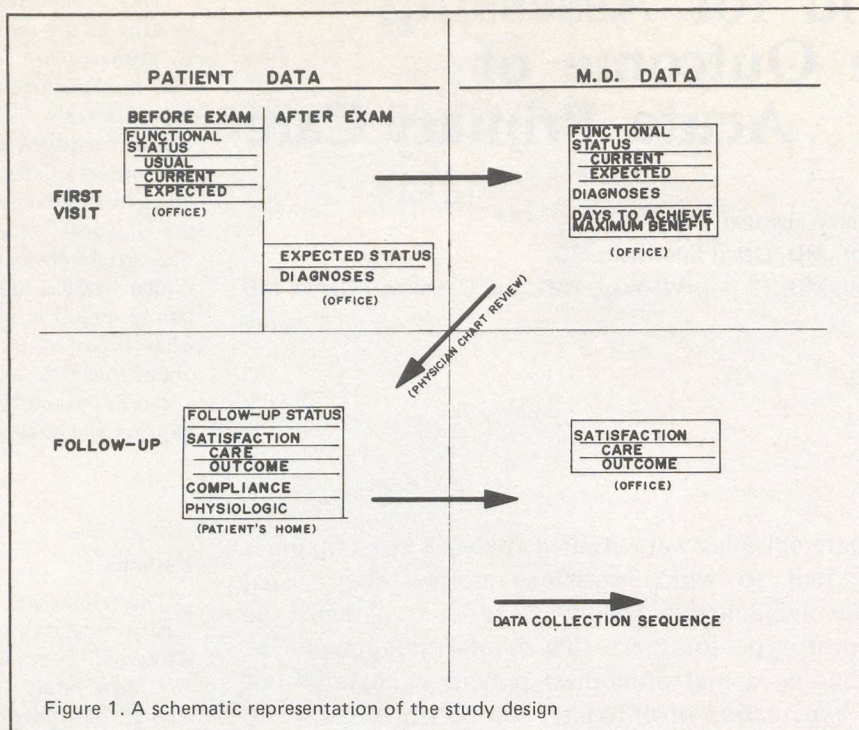 Outcome of
PATIENT DATA
M.D. DATA
BEFORE EXAM
AFTER EXAM
FIRST VISIT
FUNCTIONAL
STATUS
USUAL
CURRENT
EXPECTED
(OFFICE)
EXPECTED STATUS
DIAGNOSES
(OFFICE)
FUNCTIONAL
STATUS
CURRENT
EXPECTED
DIAGNOSES
DAYS TO ACHIEVE
MAXIMUM BENEFIT
(OFFICE)
(PHYSICIAN CHART REVIEW)
FOLLOW-UP
FOLLOW-UP STATUS
SATISFACTION
CARE
OUTCOME
COMPLIANCE
PHYSIOLOGIC
(PATIENT'S HOME)
SATISFACTION
CARE
OUTCOME
(OFFICE)
DATA COLLECTION SEQUENCE
Figure 1. A schematic representation of the study design